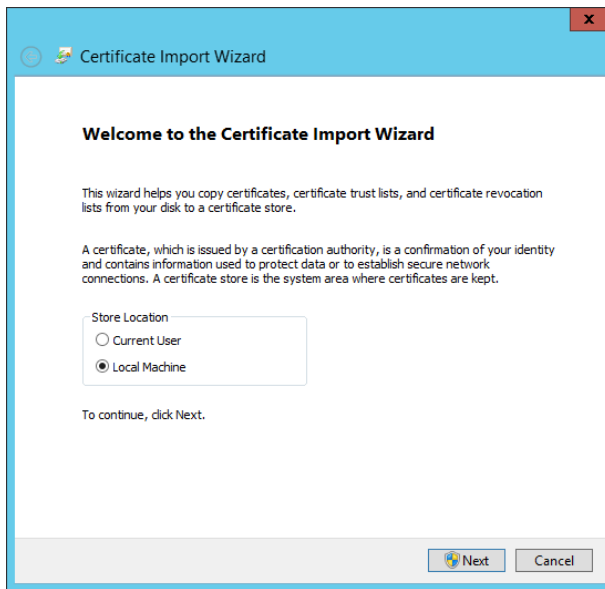 x
Certificate Import Wizard
Welcome to the Certificate Import Wizard
This wizard helps you copy certificates, certificate trust lists, and certificate revocation
lists from your disk to a certificate store.
A certificate, which is issued by a certification authority, is a confirmation of your identity
and contains information used to protect data or to establish secure network
connections. A certificate store is the system area where certificates are kept.
Store Location
Current User
Local Machine
To continue, click Next.
Next Cancel